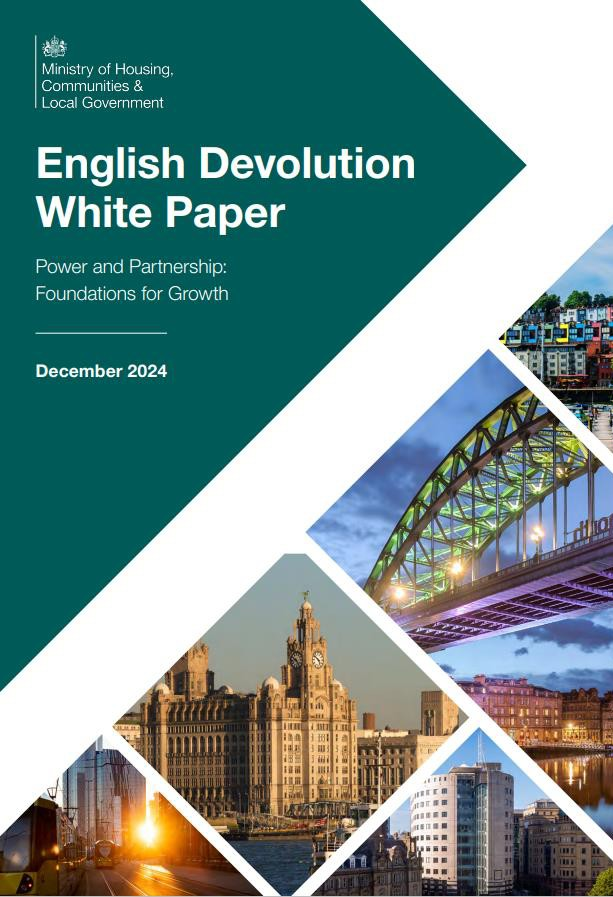 Ministry of Housing,
Communities &
Local Government
English Devolution
White Paper
Power and Partnership:
Foundations for Growth
December 2024